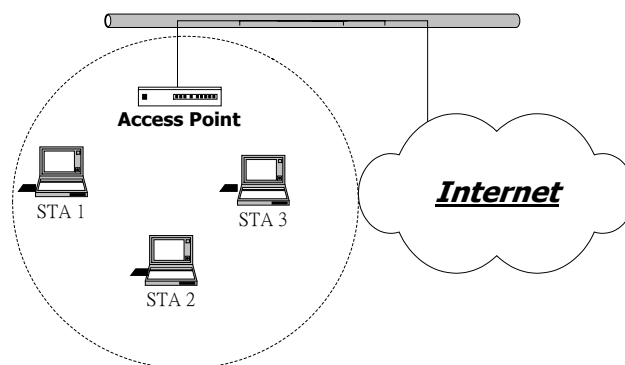 Access Point
STA 1
STA 3
Internet
STA 2